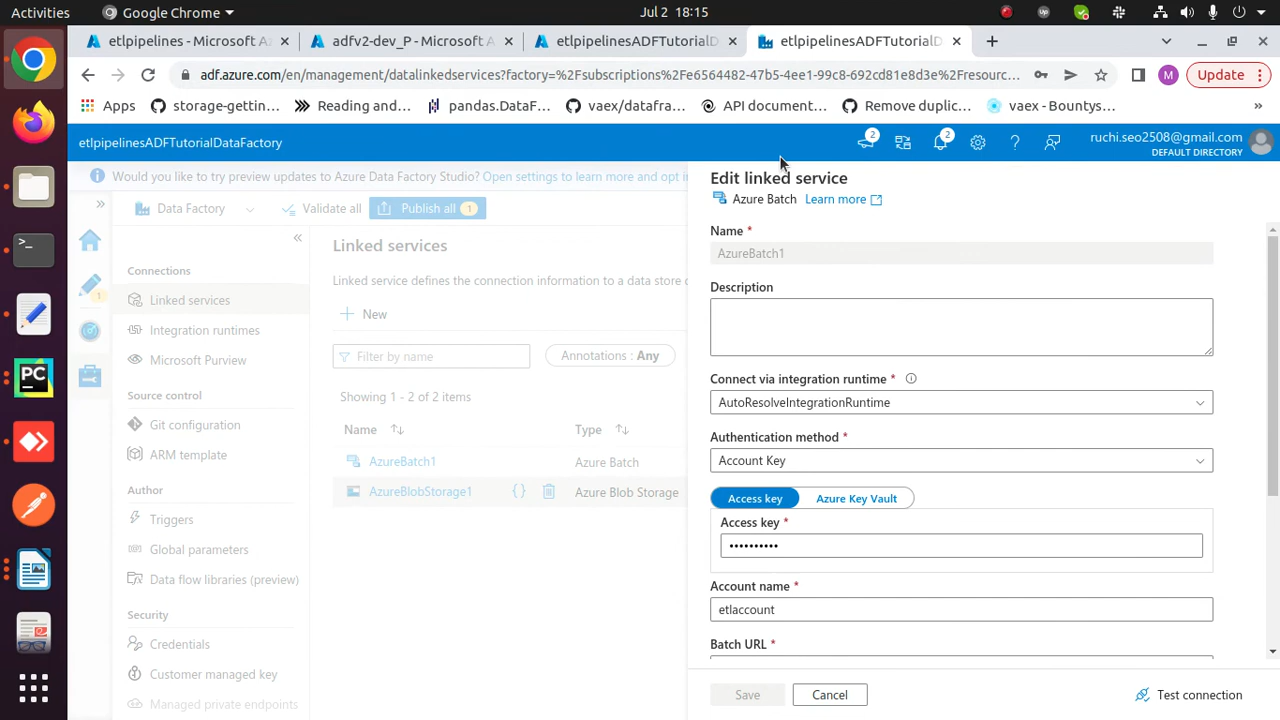 Activities
Google Chrome
Jul 2 18:15
etlpipelines - Microsoft Az
adfv2-dev_P - Microsoft A
etlpipelinesADFTutorialD
etlpipelinesADFTutorialD
adf.azure.com/en/management/datalinkedservices?factory=%2Fsubscriptions%2Fe6564482-47b5-4ee1-99c8-692cd81e8d3e%2Fresourc...
M
Update
Apps
storage-gettin...
Reading and...
pandas.DataF...
vaex/datafra...
API document...
Remove duplic...
vaex - Bountys...
»
etlpipelinesADFTutorialDataFactory
2
2
ruchi.seo2508@gmail.com
DEFAULT DIRECTORY
Would you like to try preview updates to Azure Data Factory Studio? Open settings to learn more and opt i
Data Factory
Validate all
Publish all 1
Connections
Linked services
Integration runtimes
Microsoft Purview
Source control
Git configuration
ARM template
Author
Triggers
Global parameters
Data flow libraries (preview)
Security
Credentials
Customer managed key
Managed private endpoints
1
Linked services
Linked service defines the connection information to a data store
New
Filter by name
Annotations : Any
Showing 1 - 2 of 2 items
Name
Type
AzureBatch1
Azure Batch
AzureBlobStorage1
{}
Azure Blob Storage
Edit linked service
Azure Batch Learn more
Name *
AzureBatch1
Description
Connect via integration runtime *
AutoResolveIntegrationRuntime
Authentication method *
Account Key
Access key
Azure Key Vault
Access key *
••••••••••
Account name *
etlaccount
Batch URL *
Save
Cancel
Test connection
PC